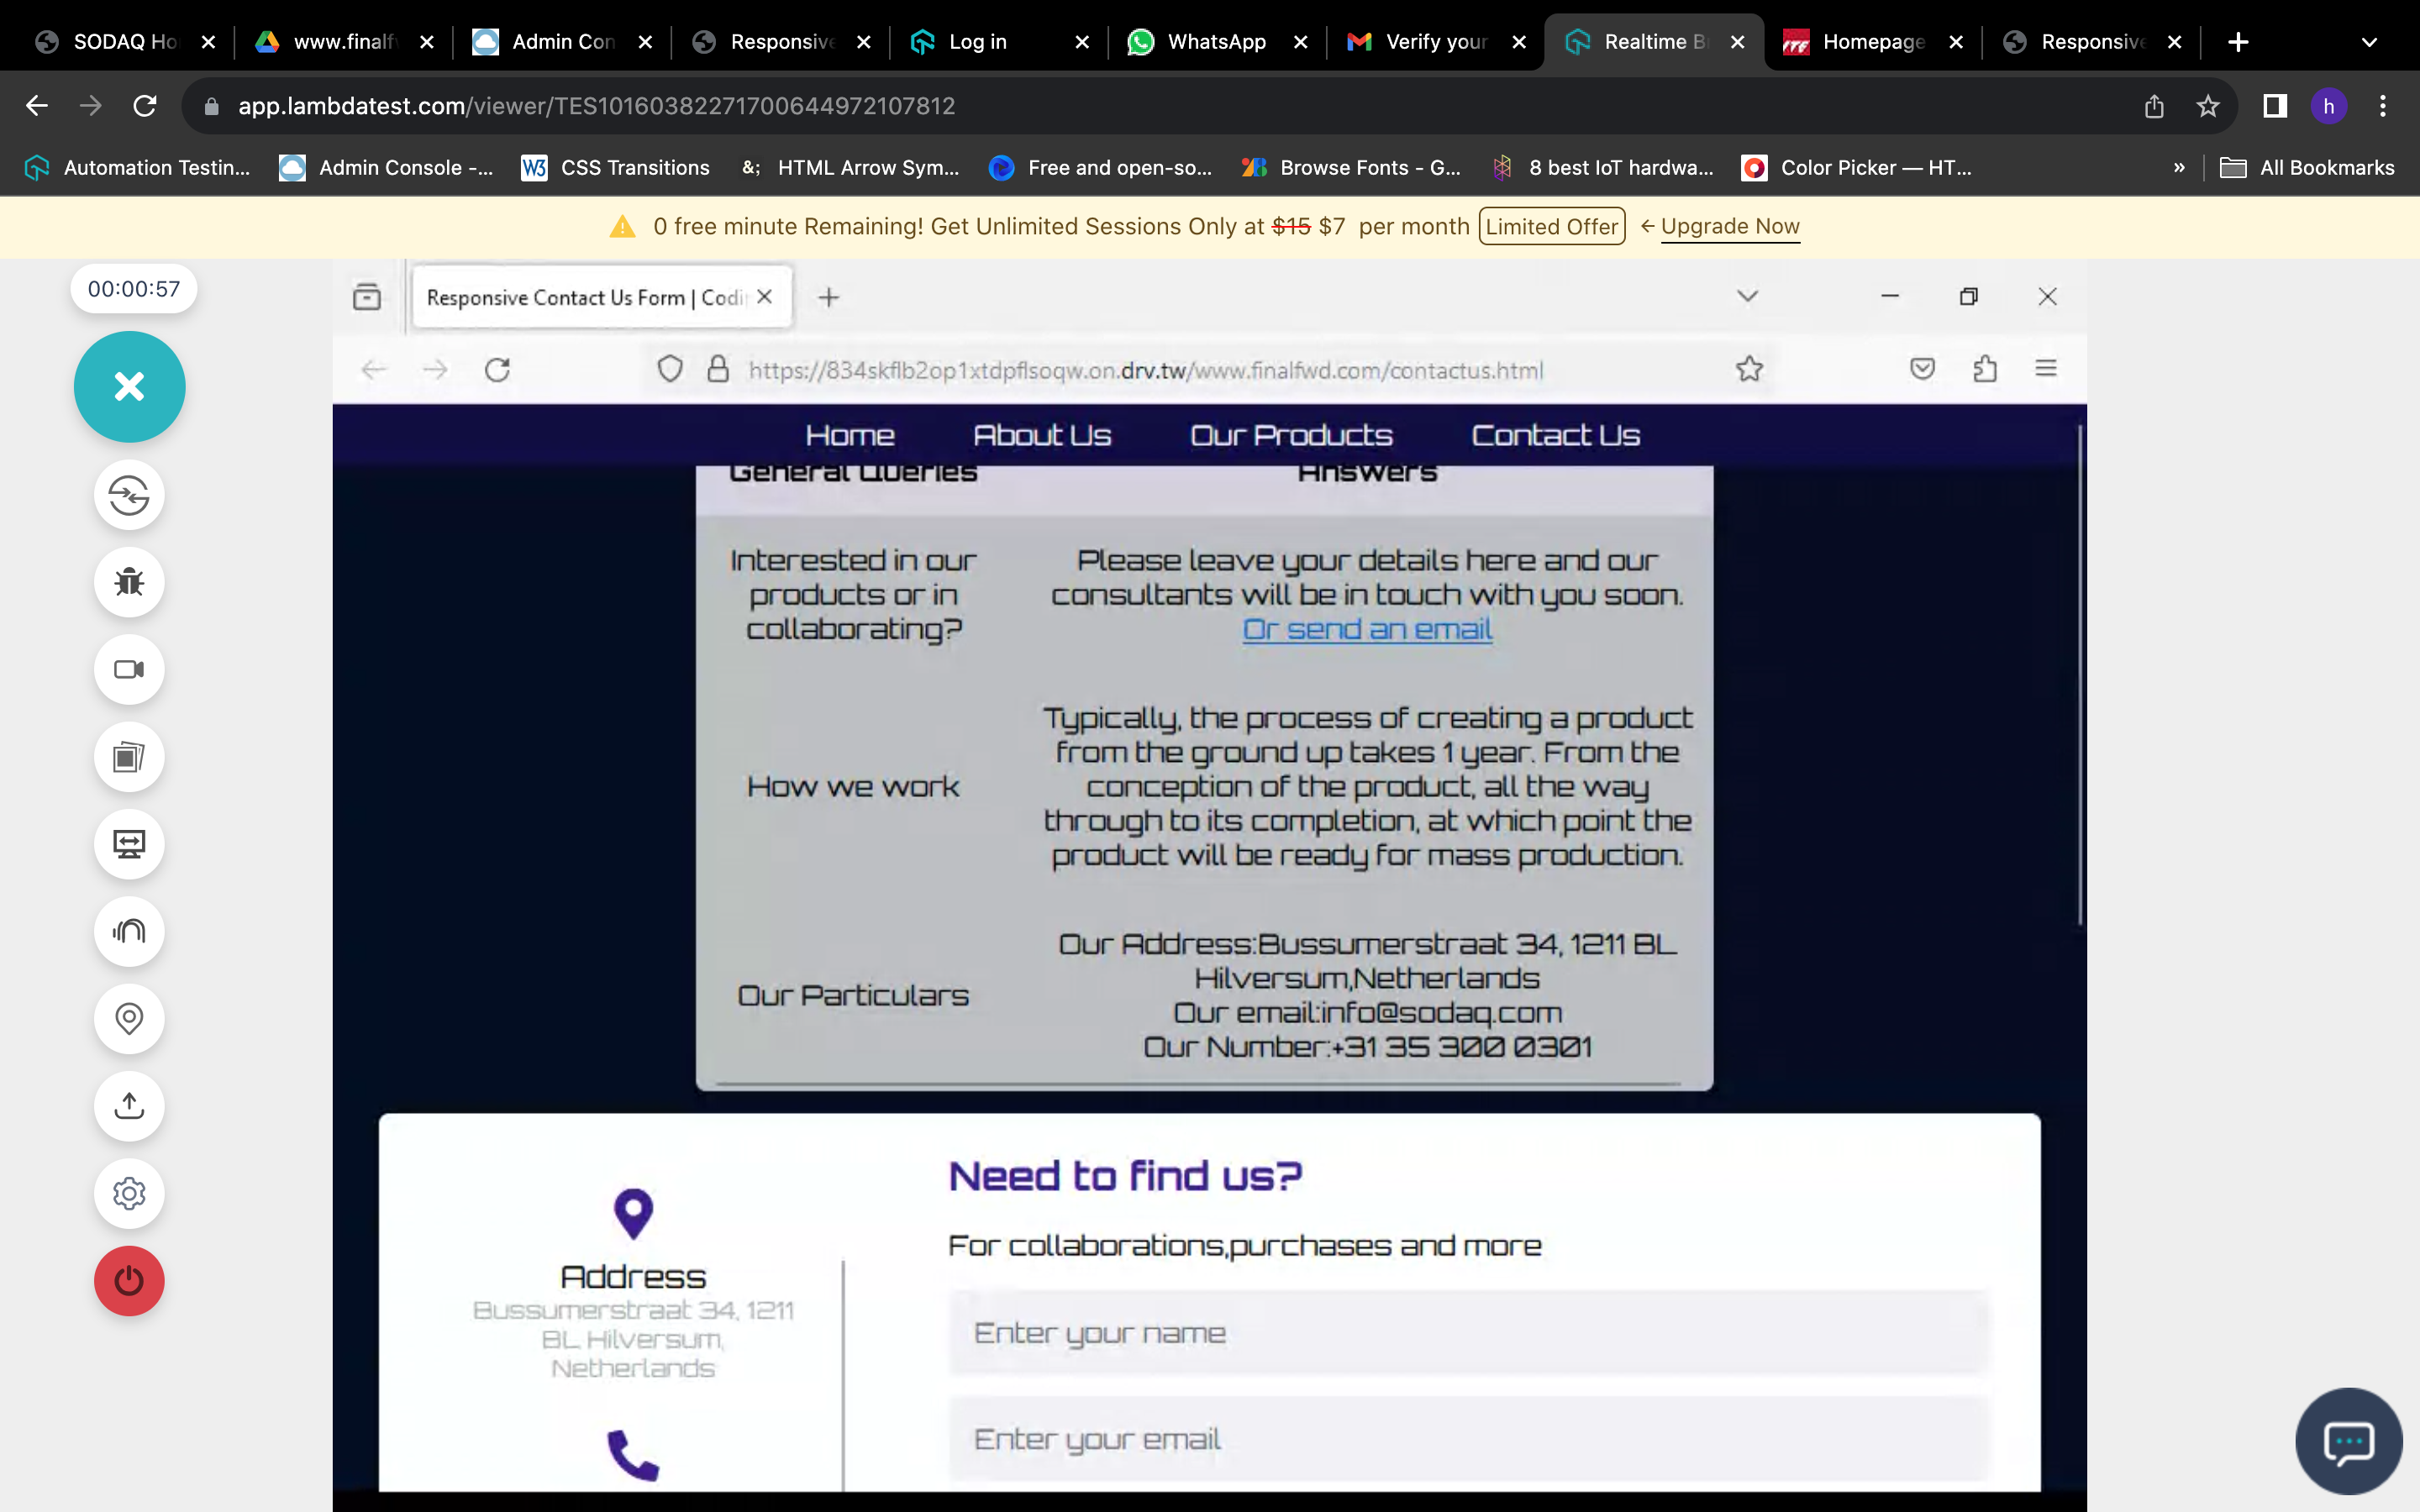 SODAQ Ho
www.finalf
Admin Con
Responsive
Log in
WhatsApp
Verify your
Realtime B
Homepage
Responsive
app.lambdatest.com/viewer/TES10160382271700644972107812
h
Automation Testin...
Admin Console -...
W3 CSS Transitions
&; HTML Arrow Sym...
Free and open-so...
Browse Fonts - G...
8 best IoT hardwa...
Color Picker — HT...
»
All Bookmarks
0 free minute Remaining! Get Unlimited Sessions Only at $15 $7 per month Limited Offer ← Upgrade Now
00:00:57
Responsive Contact Us Form | Codi
https://834skflb2op1xtdpflsoqw.on.drv.tw/www.finalfwd.com/contactus.html
Home About Us Our Products Contact Us
General Queries Answers
Interested in our
products or in
collaborating?
Please leave your details here and our
consultants will be in touch with you soon.
Or send an email
How we work
Typically, the process of creating a product
from the ground up takes 1 year. From the
conception of the product, all the way
through to its completion, at which point the
product will be ready for mass production.
Our Particulars
Our Address:Bussumerstraat 34, 1211 BL
Hilversum,Netherlands
Our email:info@sodaq.com
Our Number:+31 35 300 0301
Address
Bussumerstraat 34, 1211
BL Hilversum,
Netherlands
Need to find us?
For collaborations,purchases and more
Enter your name
Enter your email